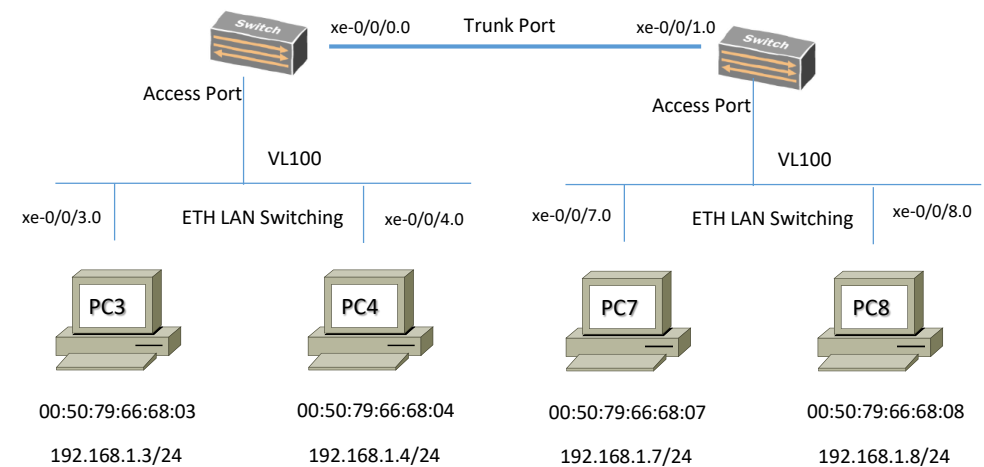 Switch
xe-0/0/0.0
Trunk Port
xe-0/0/1.0
Switch
Access Port
Access Port
VL100
VL100
xe-0/0/3.0
ETH LAN Switching
xe-0/0/4.0
xe-0/0/7.0
ETH LAN Switching
xe-0/0/8.0
PC3
PC4
PC7
PC8
00:50:79:66:68:03
00:50:79:66:68:04
00:50:79:66:68:07
00:50:79:66:68:08
192.168.1.3/24
192.168.1.4/24
192.168.1.7/24
192.168.1.8/24